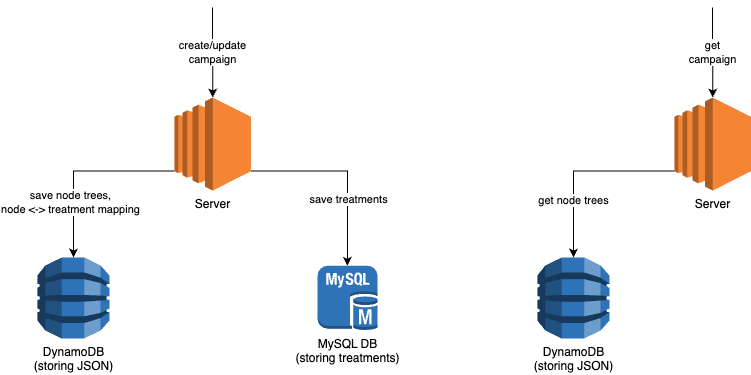 create/update
campaign
Server
save node trees,
node <-> treatment mapping
save treatments
DynamoDB
(storing JSON)
MySQL
M
MySQL DB
(storing treatments)
get
campaign
Server
get node trees
DynamoDB
(storing JSON)